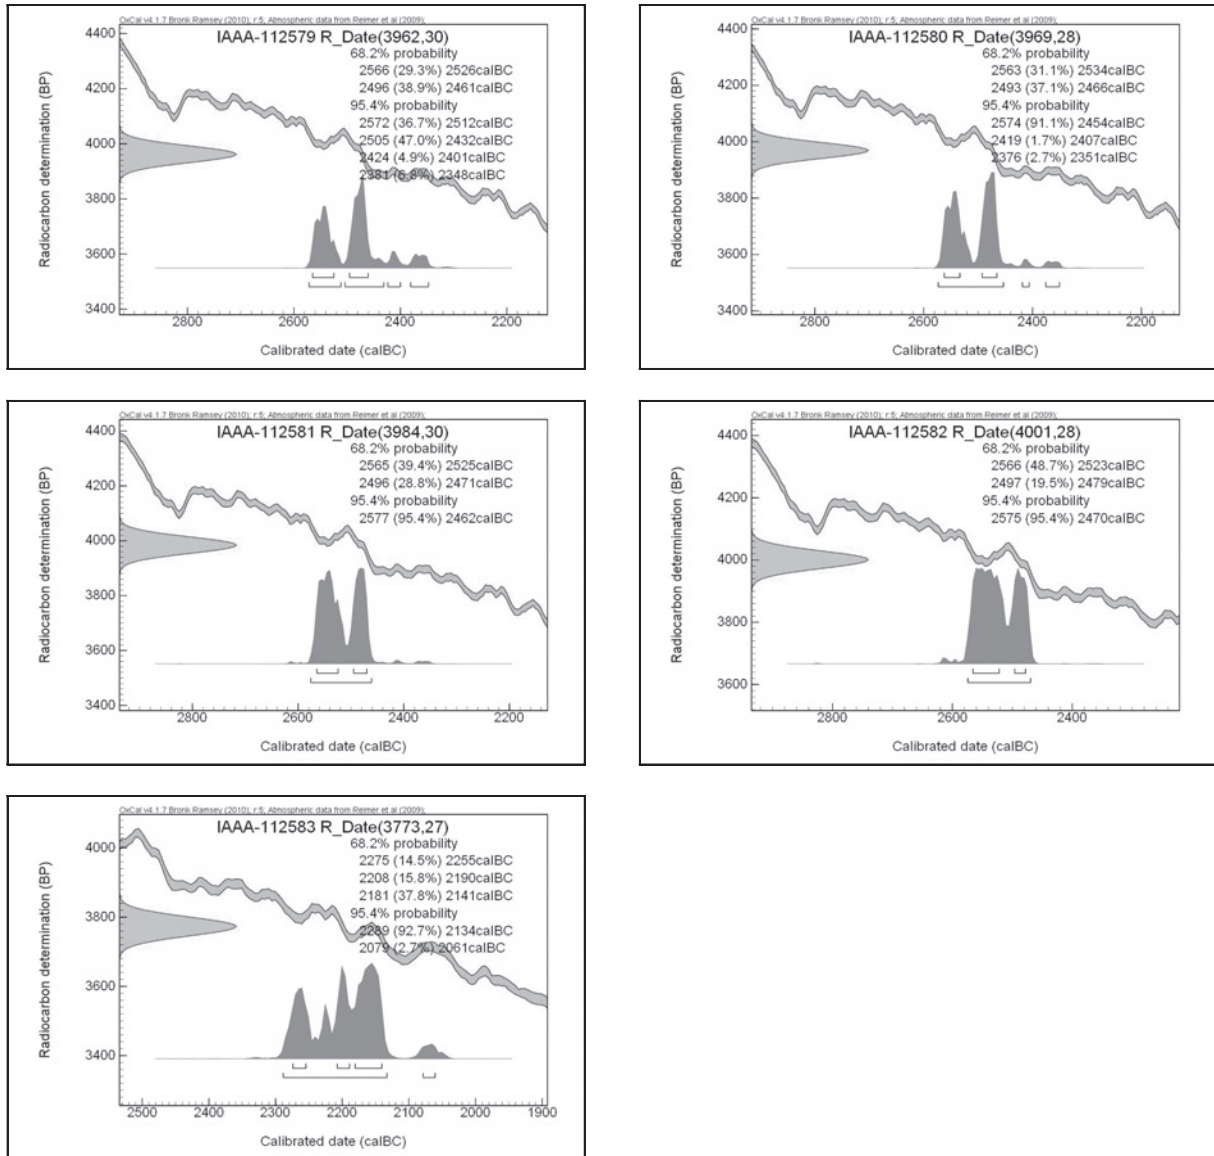 OxCal v4.1.7 Bronk Ramsey (2010); r:5; Atmospheric data from Reimer et al (2009);
IAAA-112579 R_Date(3962,30)
68.2% probability
2566 (29.3%) 2526calBC
2496 (38.9%) 2461calBC
95.4% probability
2572 (36.7%) 2512calBC
2505 (47.0%) 2432calBC
2424 (4.9%) 2401calBC
2381 (6.8%) 2348calBC
Radiocarbon determination (BP)
4400
4200
4000
3800
3600
3400
2800 2600 2400 2200
Calibrated date (calBC)
OxCal v4.1.7 Bronk Ramsey (2010); r:5; Atmospheric data from Reimer et al (2009);
IAAA-112580 R_Date(3969,28)
68.2% probability
2563 (31.1%) 2534calBC
2493 (37.1%) 2466calBC
95.4% probability
2574 (91.1%) 2454calBC
2419 (1.7%) 2407calBC
2376 (2.7%) 2351calBC
Radiocarbon determination (BP)
4400
4200
4000
3800
3600
3400
2800 2600 2400 2200
Calibrated date (calBC)
OxCal v4.1.7 Bronk Ramsey (2010); r:5; Atmospheric data from Reimer et al (2009);
IAAA-112581 R_Date(3984,30)
68.2% probability
2565 (39.4%) 2525calBC
2496 (28.8%) 2471calBC
95.4% probability
2577 (95.4%) 2462calBC
Radiocarbon determination (BP)
4400
4200
4000
3800
3600
3400
2800 2600 2400 2200
Calibrated date (calBC)
OxCal v4.1.7 Bronk Ramsey (2010); r:5; Atmospheric data from Reimer et al (2009);
IAAA-112582 R_Date(4001,28)
68.2% probability
2566 (48.7%) 2523calBC
2497 (19.5%) 2479calBC
95.4% probability
2575 (95.4%) 2470calBC
Radiocarbon determination (BP)
4400
4200
4000
3800
3600
2800 2600 2400
Calibrated date (calBC)
OxCal v4.1.7 Bronk Ramsey (2010); r:5; Atmospheric data from Reimer et al (2009);
IAAA-112583 R_Date(3773,27)
68.2% probability
2275 (14.5%) 2255calBC
2208 (15.8%) 2190calBC
2181 (37.8%) 2141calBC
95.4% probability
2289 (92.7%) 2134calBC
2079 (2.7%) 2061calBC
Radiocarbon determination (BP)
4000
3800
3600
3400
2500 2400 2300 2200 2100 2000 1900
Calibrated date (calBC)